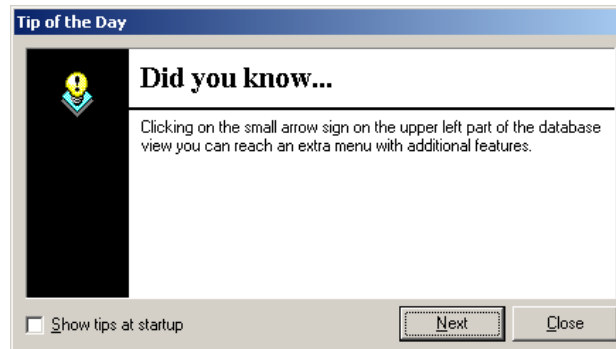 Tip of the Day
Did you know...
Clicking on the small arrow sign on the upper left part of the database
view you can reach an extra menu with additional features.
Show tips at startup
Next
Close